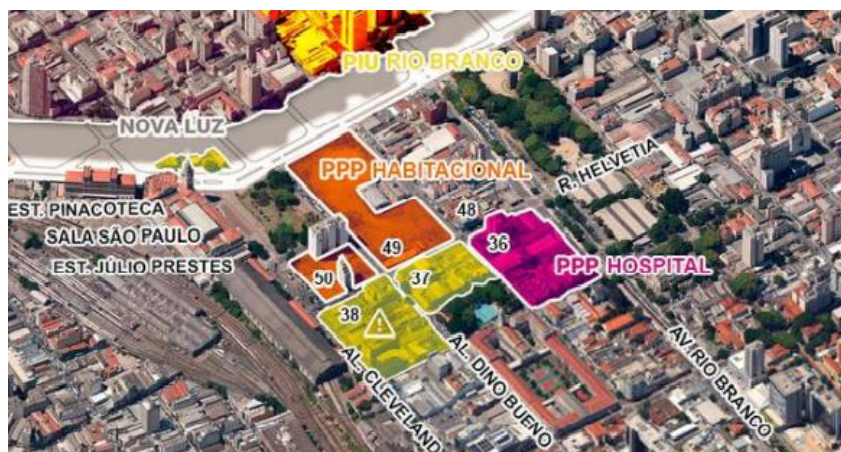 PIU RIO BRANCO
NOVA LUZ
PPP HABITACIONAL
R. HELVETIA
EST. PINACOTECA
48
SALA SÃO PAULO
49
36
EST. JÚLIO PRESTES
50
37
PPP HOSPITAL
38
AL. CLEVELAND
AL. DINO BUENO
AV RIO BRANCO